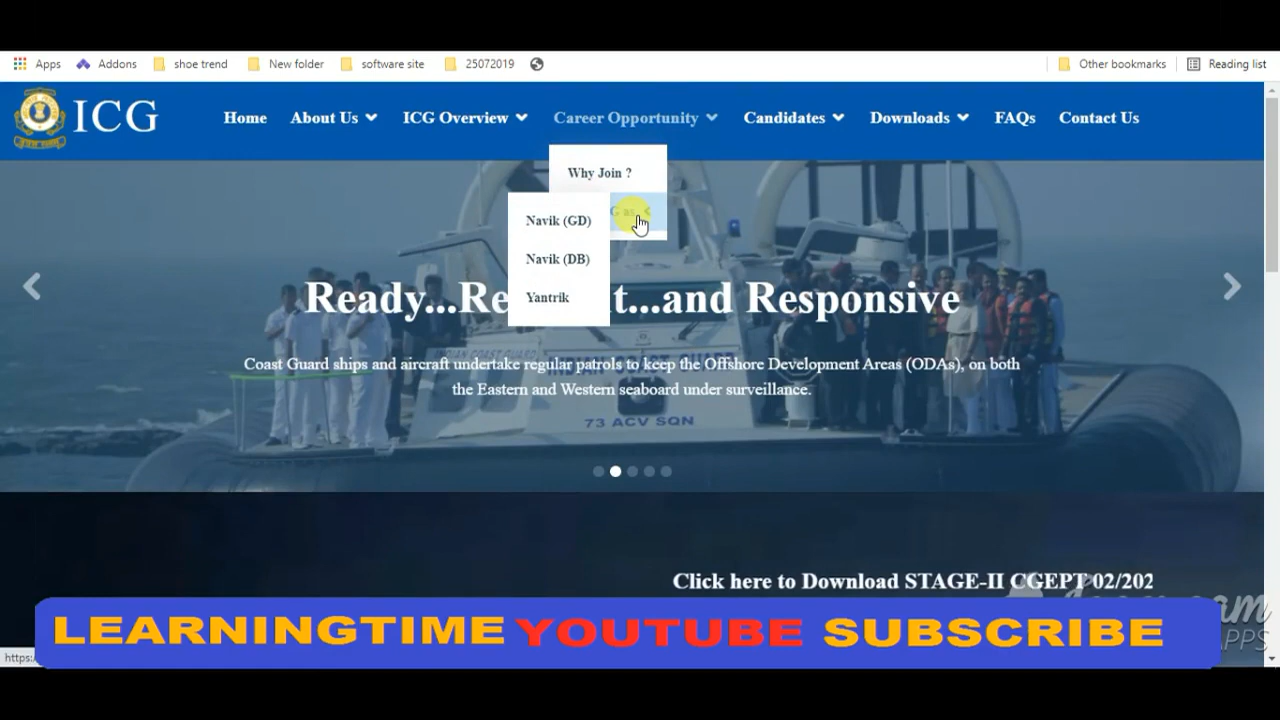 Apps Addons shoe trend New folder software site 25072019 Other bookmarks Reading list
ICG Home About Us ICG Overview Career Opportunity Candidates Downloads FAQs Contact Us
Why Join ?
Navik (GD)
Navik (DB)
Yantrik
Ready...Re t...and Responsive
Coast Guard ships and aircraft undertake regular patrols to keep the Offshore Development Areas (ODAs), on both
the Eastern and Western seaboard under surveillance.
73 ACV SQN
Click here to Download STAGE-II CGEPT 02/202
LEARNINGTIME YOUTUBE SUBSCRIBE
APPS
https: